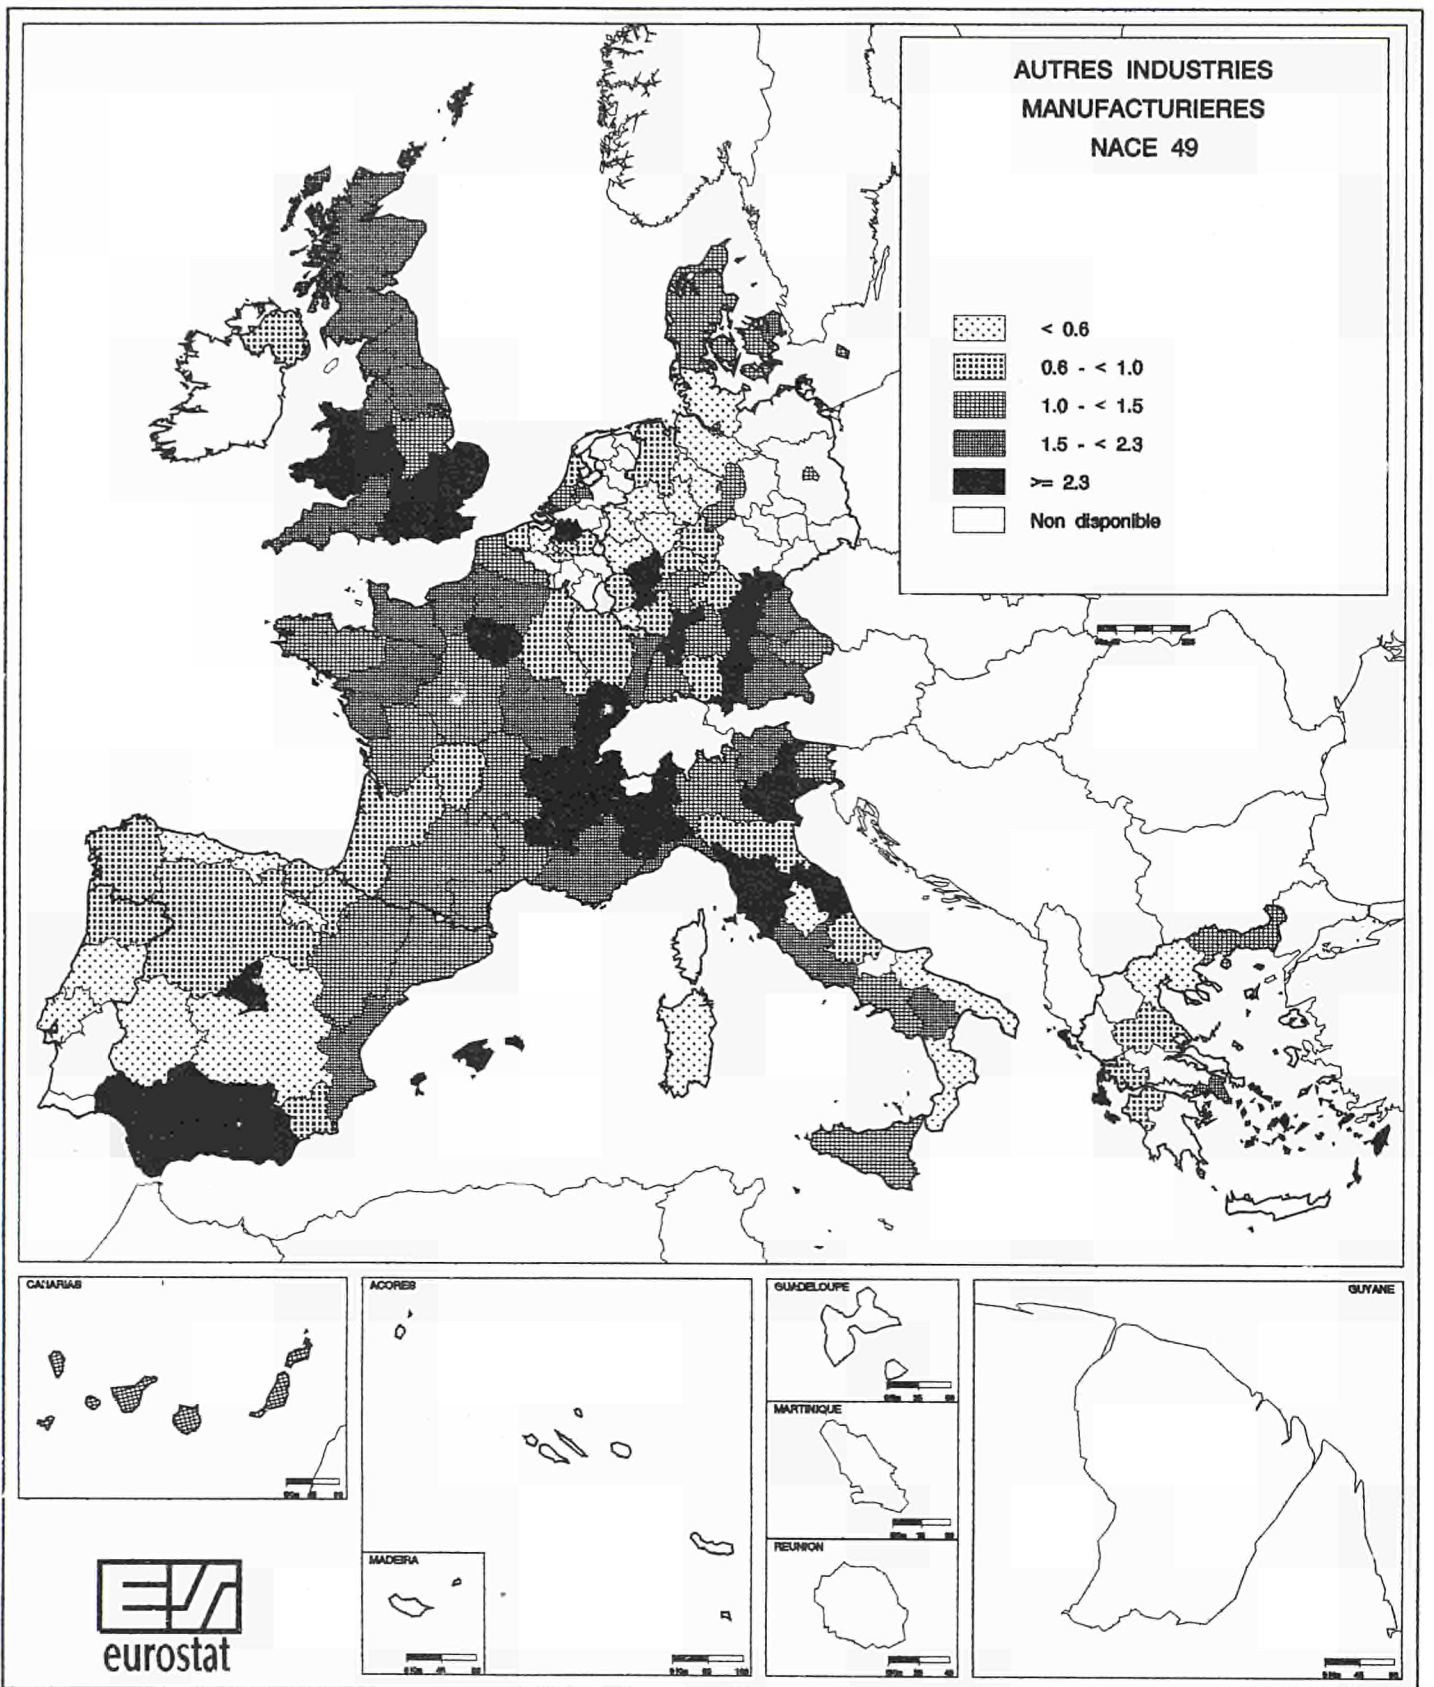 AUTRES INDUSTRIES
MANUFACTURIERES
NACE 49
< 0.6
0.6 - < 1.0
1.0 - < 1.5
1.5 - < 2.3
>= 2.3
Non disponible
CANARIAS
ACORES
MADEIRA
GUADELOUPE
MARTINIQUE
REUNION
GUYANE
eurostat